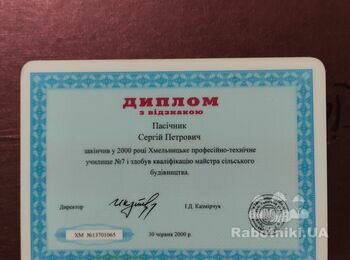 ДИПЛОМ
з відзнакою
Пасічник
Сергій Петрович
закінчив у 2000 році Хмельницьке професійно-технічне
училище №7 і здобув кваліфікацію майстра сільського
будівництва.
Директор
І.Д. Казмірчук
ХМ №13701065
30 червня 2000 р.
Rabotniki.UA